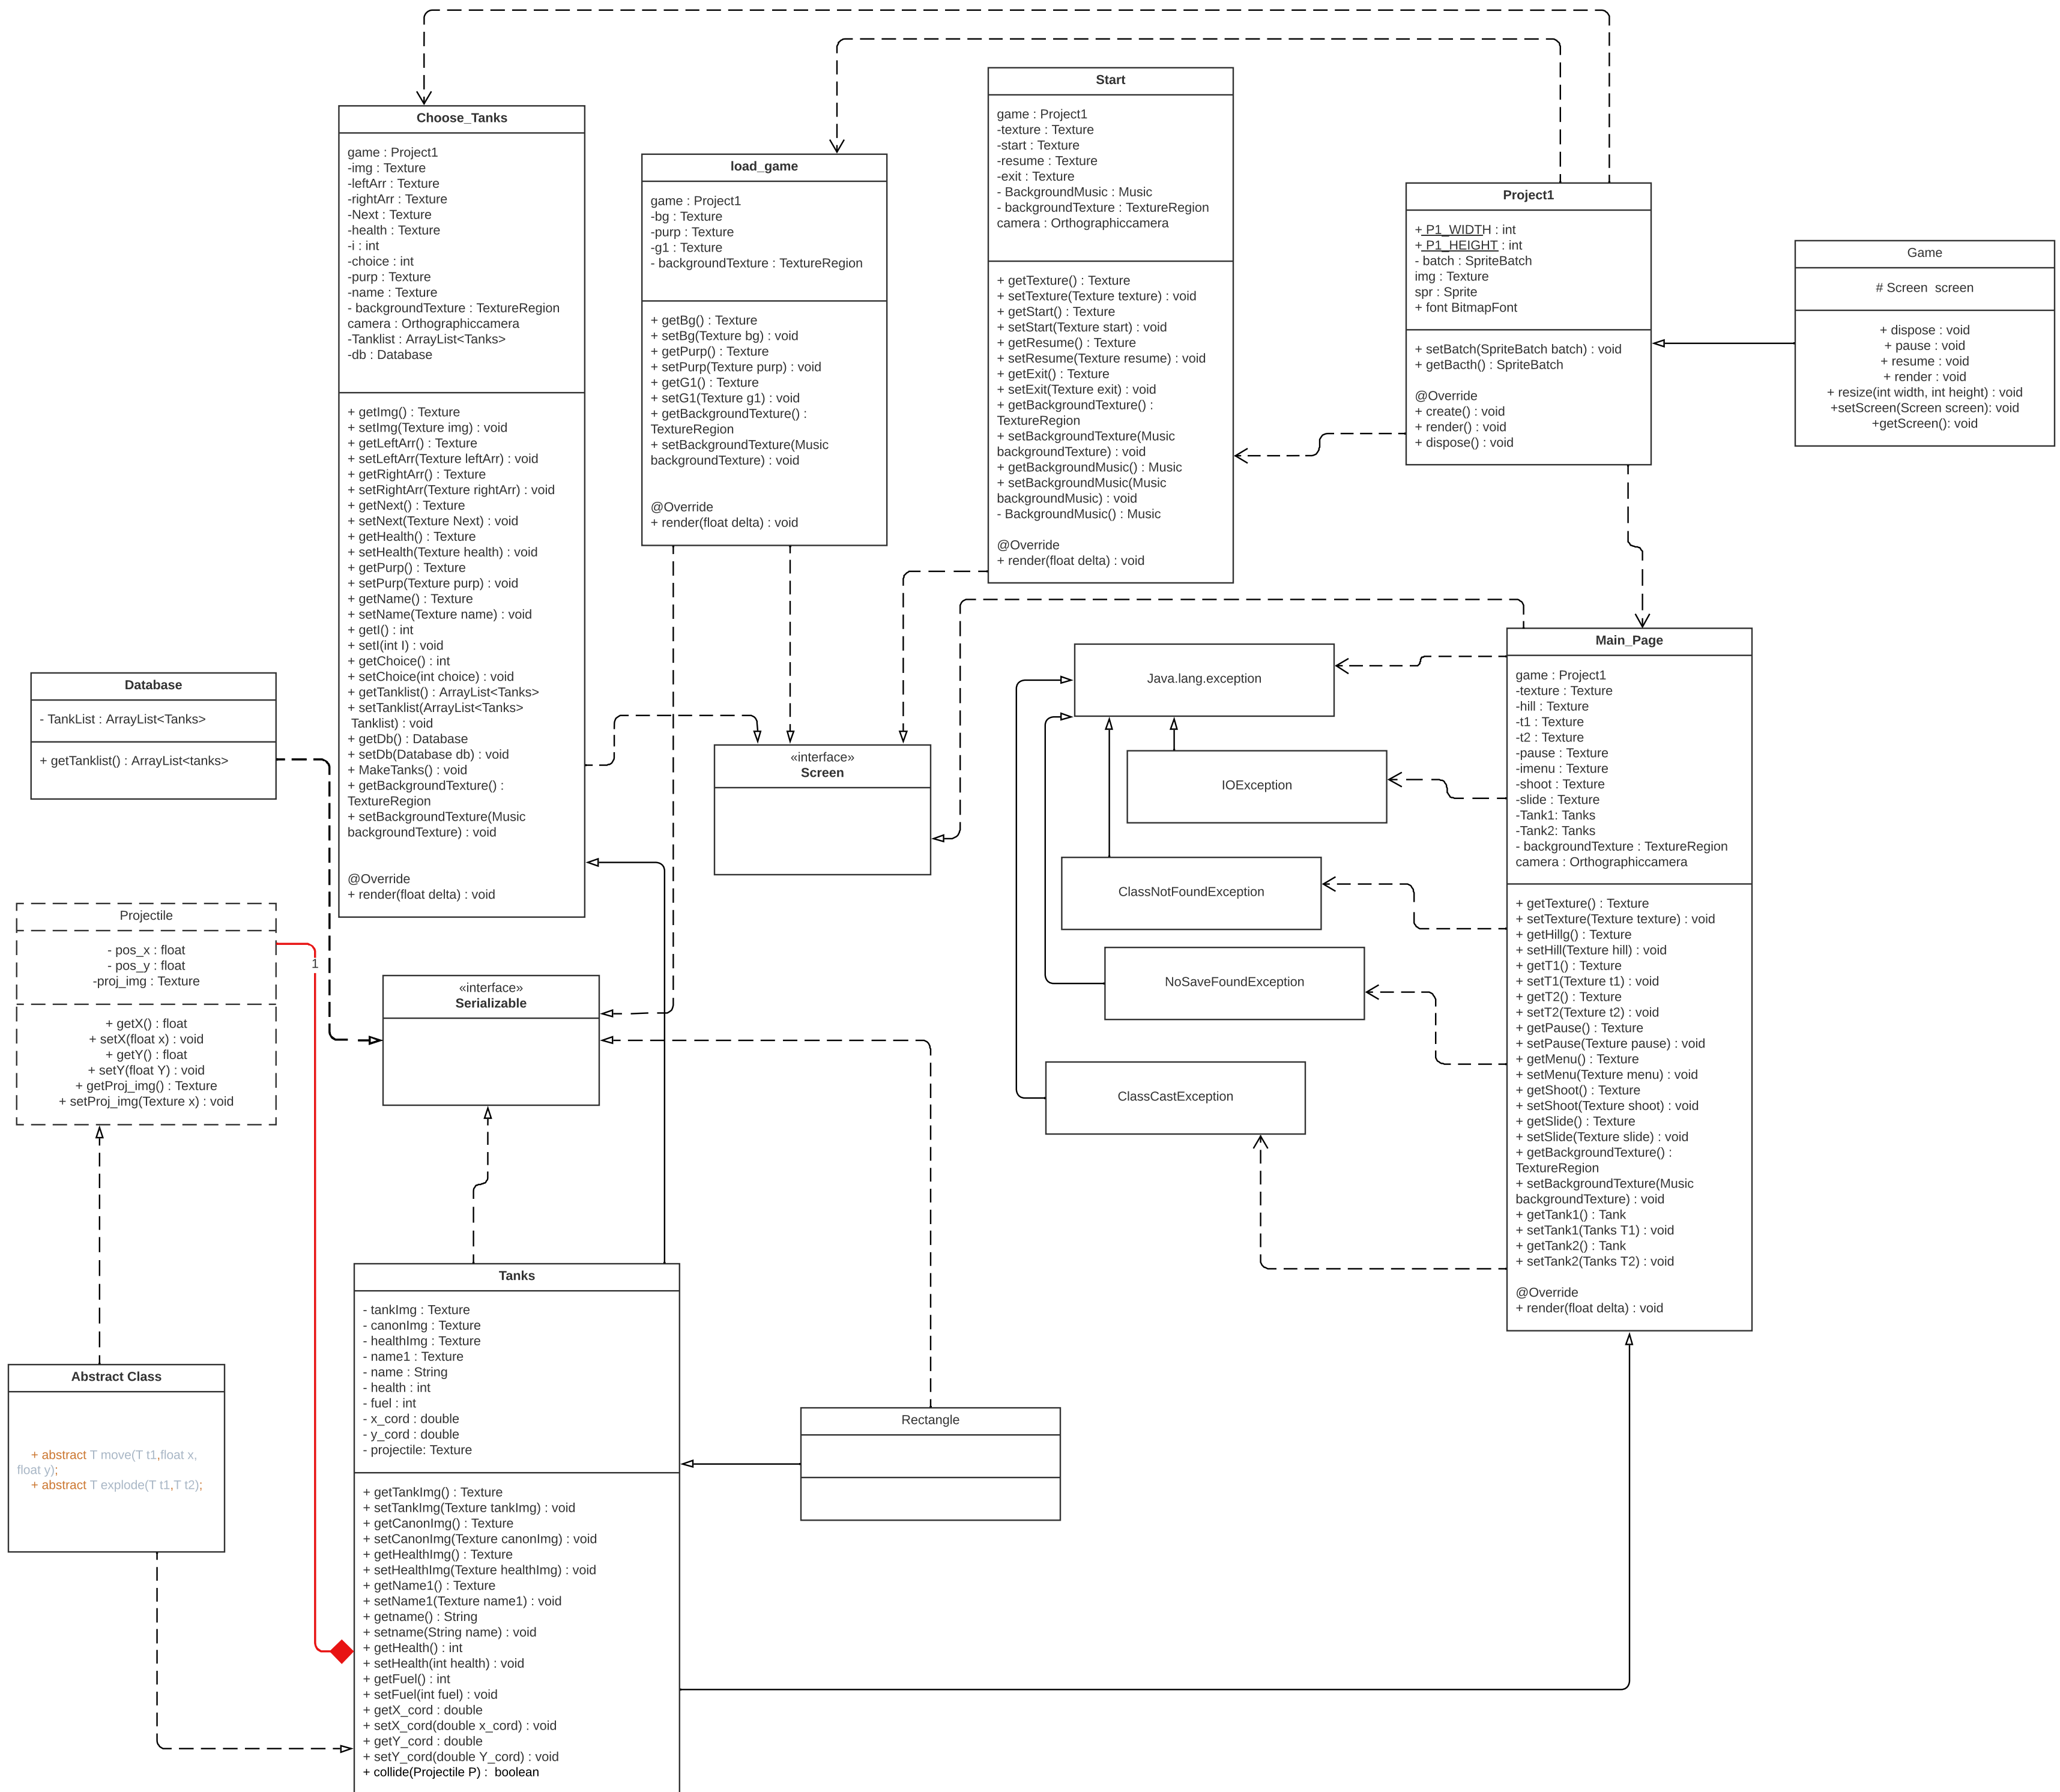 Choose_Tanks
game : Project1
-img : Texture
-leftArr : Texture
-rightArr : Texture
-Next : Texture
-health : Texture
-i : int
-choice : int
-purp : Texture
-name : Texture
- backgroundTexture : TextureRegion
camera : Orthographiccamera
-Tanklist : ArrayList<Tanks>
-db : Database
+ getImg() : Texture
+ setImg(Texture img) : void
+ getLeftArr() : Texture
+ setLeftArr(Texture leftArr) : void
+ getRightArr() : Texture
+ setRightArr(Texture rightArr) : void
+ getNext() : Texture
+ setNext(Texture Next) : void
+ getHealth() : Texture
+ setHealth(Texture health) : void
+ getPurp() : Texture
+ setPurp(Texture purp) : void
+ getName() : Texture
+ setName(Texture name) : void
+ getI() : int
+ setI(int I) : void
+ getChoice() : int
+ setChoice(int choice) : void
+ getTanklist() : ArrayList<Tanks>
+ setTanklist(ArrayList<Tanks>
Tanklist) : void
+ getDb() : Database
+ setDb(Database db) : void
+ MakeTanks() : void
+ getBackgroundTexture() :
TextureRegion
+ setBackgroundTexture(Music
backgroundTexture) : void
@Override
+ render(float delta) : void
load_game
game : Project1
-bg : Texture
-purp : Texture
-g1 : Texture
- backgroundTexture : TextureRegion
+ getBg() : Texture
+ setBg(Texture bg) : void
+ getPurp() : Texture
+ setPurp(Texture purp) : void
+ getG1() : Texture
+ setG1(Texture g1) : void
+ getBackgroundTexture() :
TextureRegion
+ setBackgroundTexture(Music
backgroundTexture) : void
@Override
+ render(float delta) : void
Start
game : Project1
-texture : Texture
-start : Texture
-resume : Texture
-exit : Texture
- BackgroundMusic : Music
- backgroundTexture : TextureRegion
camera : Orthographiccamera
+ getTexture() : Texture
+ setTexture(Texture texture) : void
+ getStart() : Texture
+ setStart(Texture start) : void
+ getResume() : Texture
+ setResume(Texture resume) : void
+ getExit() : Texture
+ setExit(Texture exit) : void
+ getBackgroundTexture() :
TextureRegion
+ setBackgroundTexture(Music
backgroundTexture) : void
+ getBackgroundMusic() : Music
+ setBackgroundMusic(Music
backgroundMusic) : void
- BackgroundMusic() : Music
@Override
+ render(float delta) : void
Project1
+ P1_WIDTH : int
+ P1_HEIGHT : int
- batch : SpriteBatch
img : Texture
spr : Sprite
+ font BitmapFont
+ setBatch(SpriteBatch batch) : void
+ getBacth() : SpriteBatch
@Override
+ create() : void
+ render() : void
+ dispose() : void
Game
# Screen screen
+ dispose : void
+ pause : void
+ resume : void
+ render : void
+ resize(int width, int height) : void
+setScreen(Screen screen): void
+getScreen(): void
Database
- TankList : ArrayList<Tanks>
+ getTanklist() : ArrayList<tanks>
«interface»
Screen
Java.lang.exception
IOException
ClassNotFoundException
NoSaveFoundException
ClassCastException
Main_Page
game : Project1
-texture : Texture
-hill : Texture
-t1 : Texture
-t2 : Texture
-pause : Texture
-imenu : Texture
-shoot : Texture
-slide : Texture
-Tank1: Tanks
-Tank2: Tanks
- backgroundTexture : TextureRegion
camera : Orthographiccamera
+ getTexture() : Texture
+ setTexture(Texture texture) : void
+ getHillg() : Texture
+ setHill(Texture hill) : void
+ getT1() : Texture
+ setT1(Texture t1) : void
+ getT2() : Texture
+ setT2(Texture t2) : void
+ getPause() : Texture
+ setPause(Texture pause) : void
+ getMenu() : Texture
+ setMenu(Texture menu) : void
+ getShoot() : Texture
+ setShoot(Texture shoot) : void
+ getSlide() : Texture
+ setSlide(Texture slide) : void
+ getBackgroundTexture() :
TextureRegion
+ setBackgroundTexture(Music
backgroundTexture) : void
+ getTank1() : Tank
+ setTank1(Tanks T1) : void
+ getTank2() : Tank
+ setTank2(Tanks T2) : void
@Override
+ render(float delta) : void
Projectile
- pos_x : float
- pos_y : float
-proj_img : Texture
+ getX() : float
+ setX(float x) : void
+ getY() : float
+ setY(float Y) : void
+ getProj_img() : Texture
+ setProj_img(Texture x) : void
1
«interface»
Serializable
Abstract Class
+ abstract T move(T t1,float x,
float y);
+ abstract T explode(T t1,T t2);
Tanks
- tankImg : Texture
- canonImg : Texture
- healthImg : Texture
- name1 : Texture
- name : String
- health : int
- fuel : int
- x_cord : double
- y_cord : double
- projectile: Texture
+ getTankImg() : Texture
+ setTankImg(Texture tankImg) : void
+ getCanonImg() : Texture
+ setCanonImg(Texture canonImg) : void
+ getHealthImg() : Texture
+ setHealthImg(Texture healthImg) : void
+ getName1() : Texture
+ setName1(Texture name1) : void
+ getname() : String
+ setname(String name) : void
+ getHealth() : int
+ setHealth(int health) : void
+ getFuel() : int
+ setFuel(int fuel) : void
+ getX_cord : double
+ setX_cord(double x_cord) : void
+ getY_cord : double
+ setY_cord(double Y_cord) : void
+ collide(Projectile P) : boolean
Rectangle